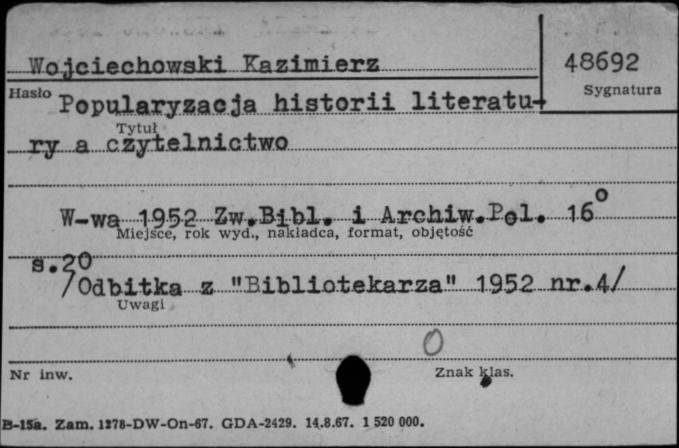 Wojciechowski Kazimierz
48692
Hasło
Sygnatura
Popularyzacja historii literatu-
Tytuł
ry a czytelnictwo
W-wa 1952 Zw.Bibl. i Archiw.Pol. 16°
Miejsce, rok wyd., nakładca, format, objętość
s.20
/Odbitka z "Bibliotekarza" 1952 nr.4/
Uwagi
0
Nr inw.
Znak klas.
B-15a. Zam. 1278-DW-On-67. GDA-2429. 14.8.67. 1 520 000.